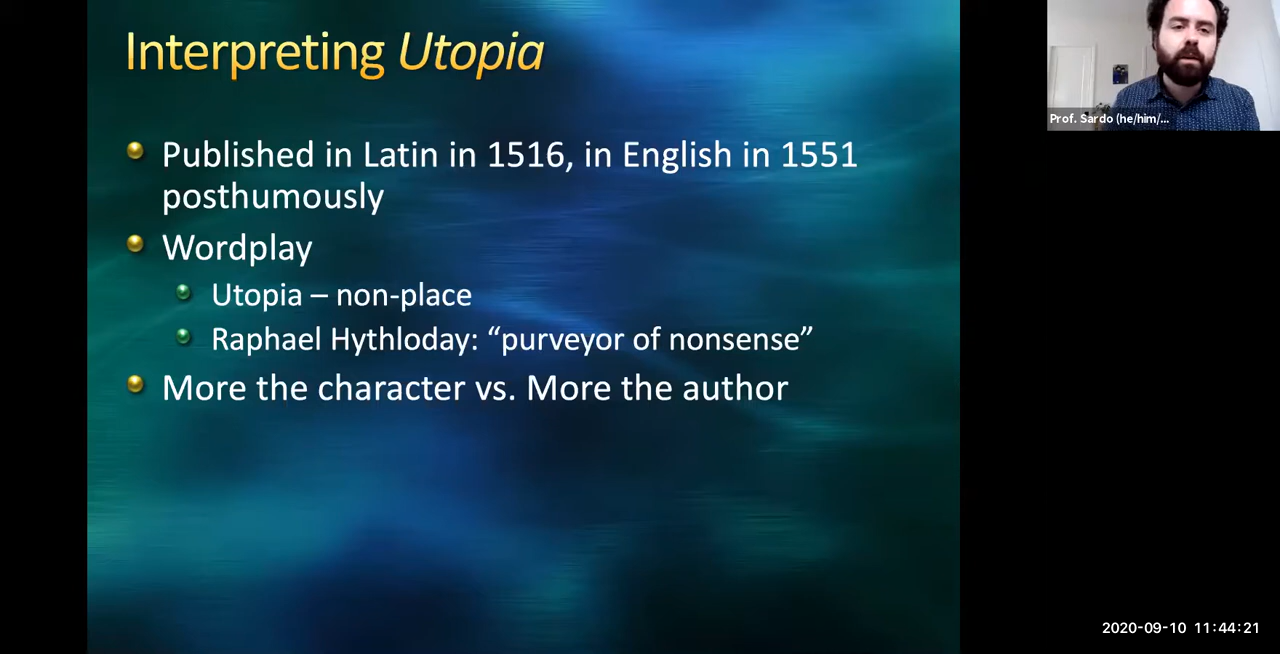 Interpreting Utopia
Published in Latin in 1516, in English in 1551
posthumously
Wordplay
Utopia – non-place
Raphael Hythloday: “purveyor of nonsense”
More the character vs. More the author
Prof. Sardo (he/him/...
2020-09-10 11:44:21